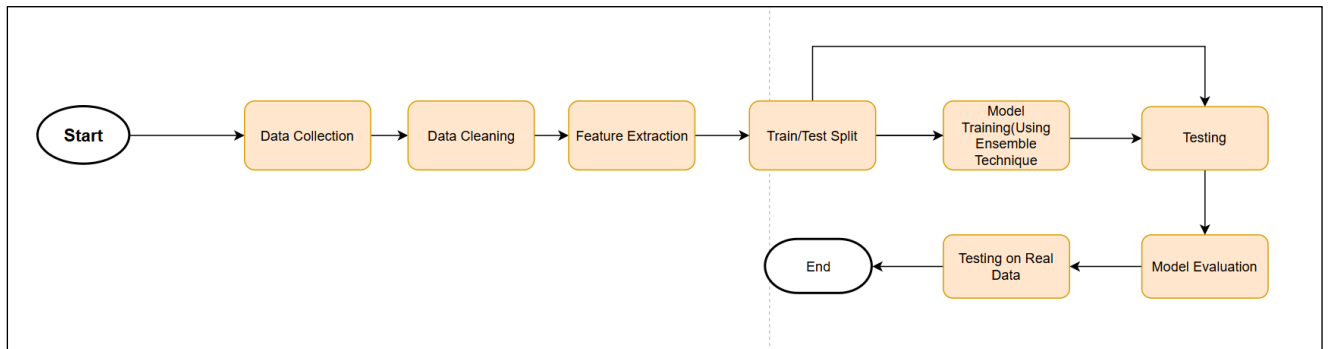 Start
Data Collection
Data Cleaning
Feature Extraction
Train/Test Split
Model
Training(Using
Ensemble
Technique
Testing
End
Testing on Real
Data
Model Evaluation